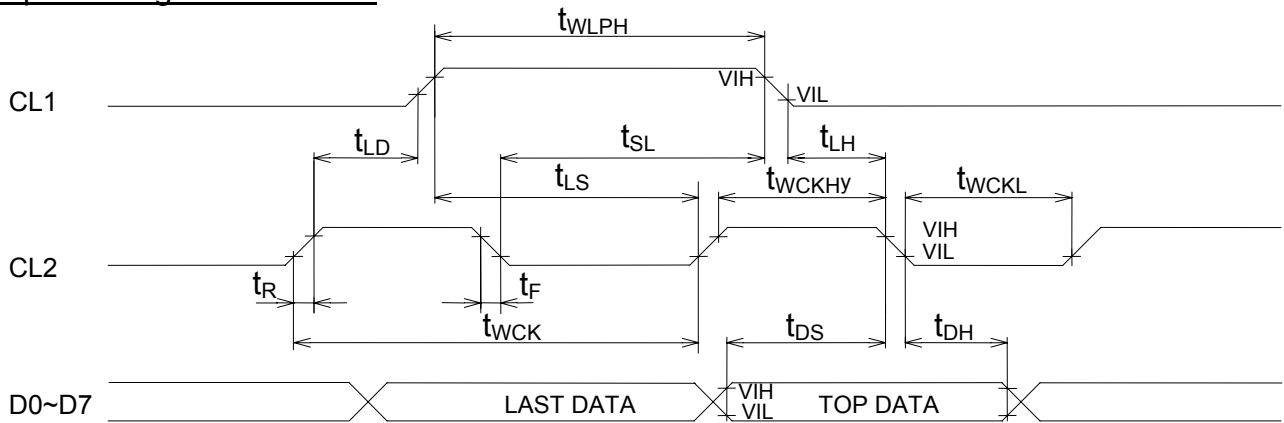 tWLPH
CL1
VIH
VIL
tLD
tSL
tLH
tLS
tWCKHy
tWCKL
CL2
VIH
VIL
tR
tF
tWCK
tDS
tDH
D0~D7
LAST DATA
VIH
VIL
TOP DATA